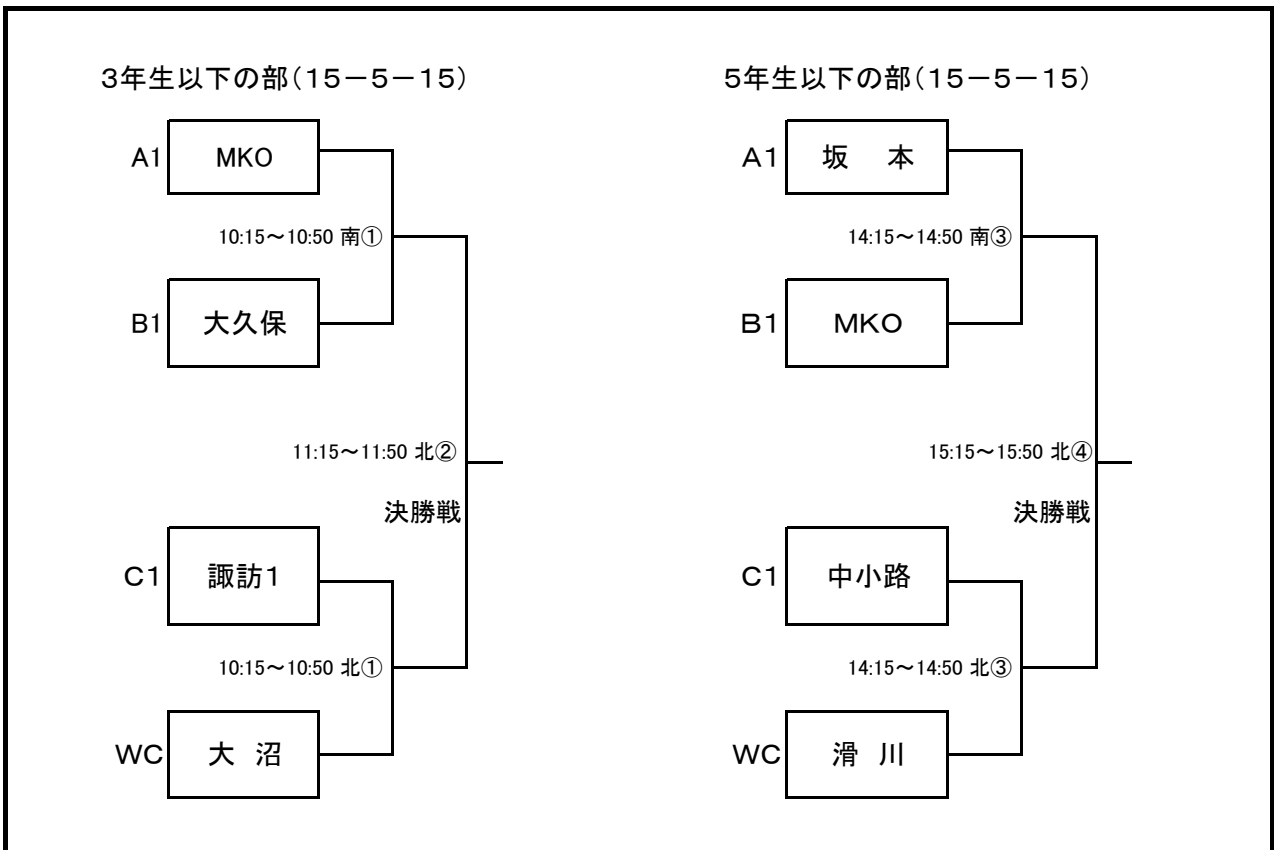 3年生以下の部（15－5－15）
A1 MKO
10:15～10:50 南①
B1 大久保
11:15～11:50 北②
決勝戦
C1 諏訪1
10:15～10:50 北①
WC 大 沼
5年生以下の部（15－5－15）
A1 坂 本
14:15～14:50 南③
B1 MKO
15:15～15:50 北④
決勝戦
C1 中小路
14:15～14:50 北③
WC 滑 川